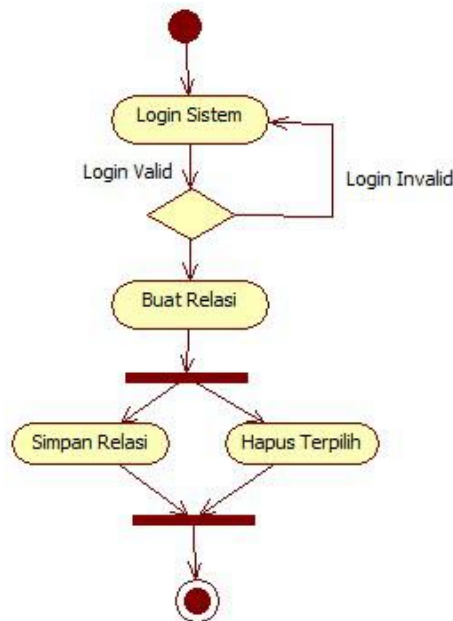 Login Sistem
Login Valid
Login Invalid
Buat Relasi
Simpan Relasi
Hapus Terpilih